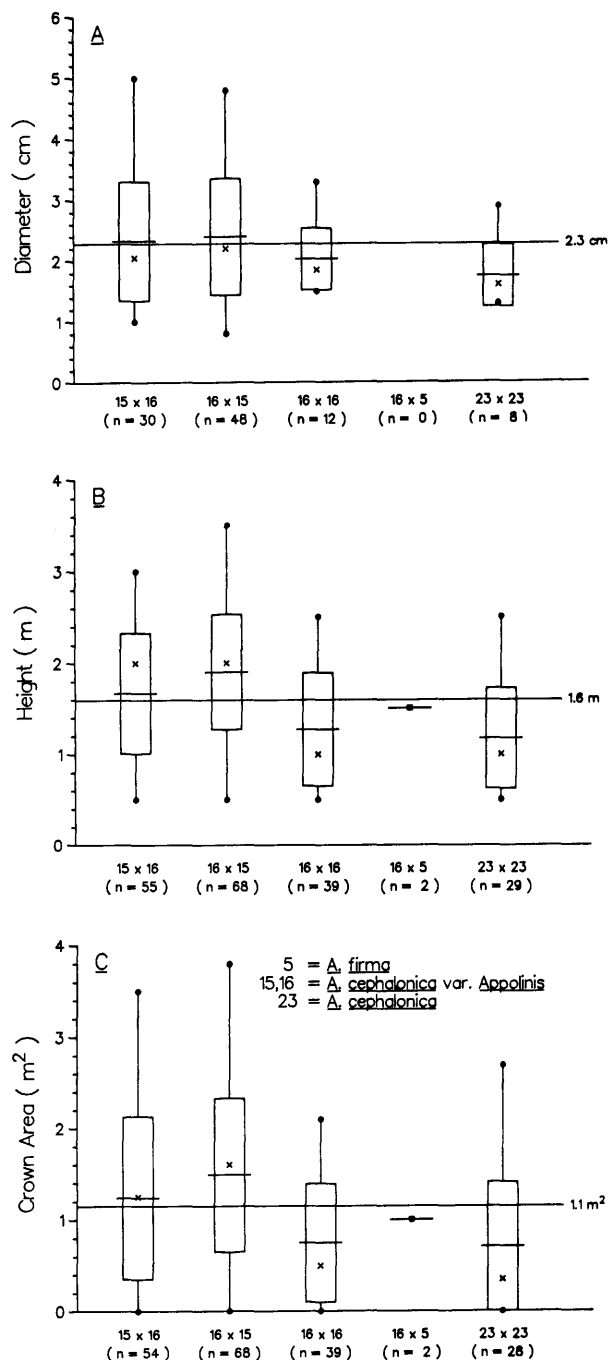 A
Diameter ( cm )
6
5
4
3
2
1
0
2.3 cm
15 x 16 16 x 15 16 x 16 16 x 5 23 x 23
( n = 30 ) ( n = 48 ) ( n = 12 ) ( n = 0 ) ( n = 8 )
B
Height ( m )
4
3
2
1
0
1.6 m
15 x 16 16 x 15 16 x 16 16 x 5 23 x 23
( n = 55 ) ( n = 68 ) ( n = 39 ) ( n = 2 ) ( n = 29 )
C
5 = A. firma
15,16 = A. cephalonica var. Appolinis
23 = A. cephalonica
Crown Area ( m² )
4
3
2
1
0
1.1 m²
15 x 16 16 x 15 16 x 16 16 x 5 23 x 23
( n = 54 ) ( n = 68 ) ( n = 39 ) ( n = 2 ) ( n = 28 )